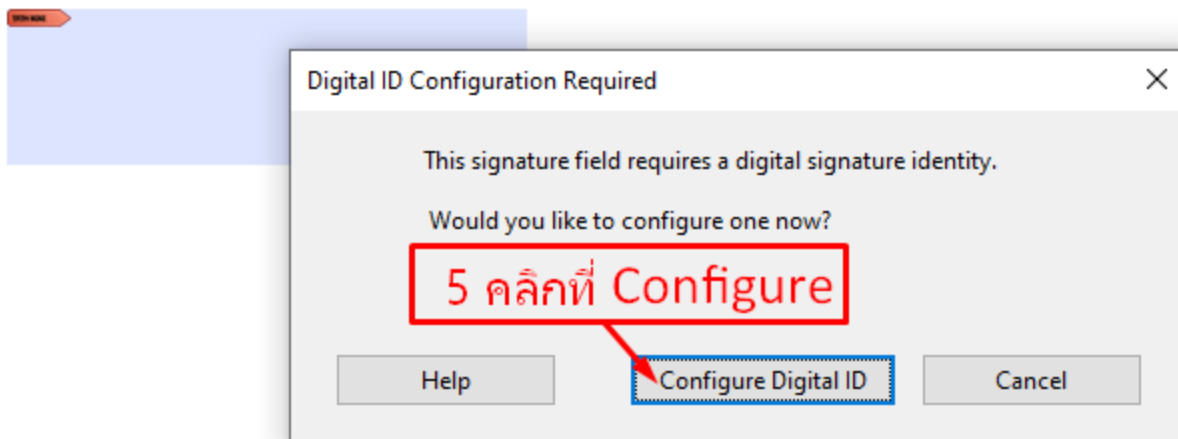 Digital ID Configuration Required
This signature field requires a digital signature identity.
Would you like to configure one now?
5 คลิกที่ Configure
Help
Configure Digital ID
Cancel